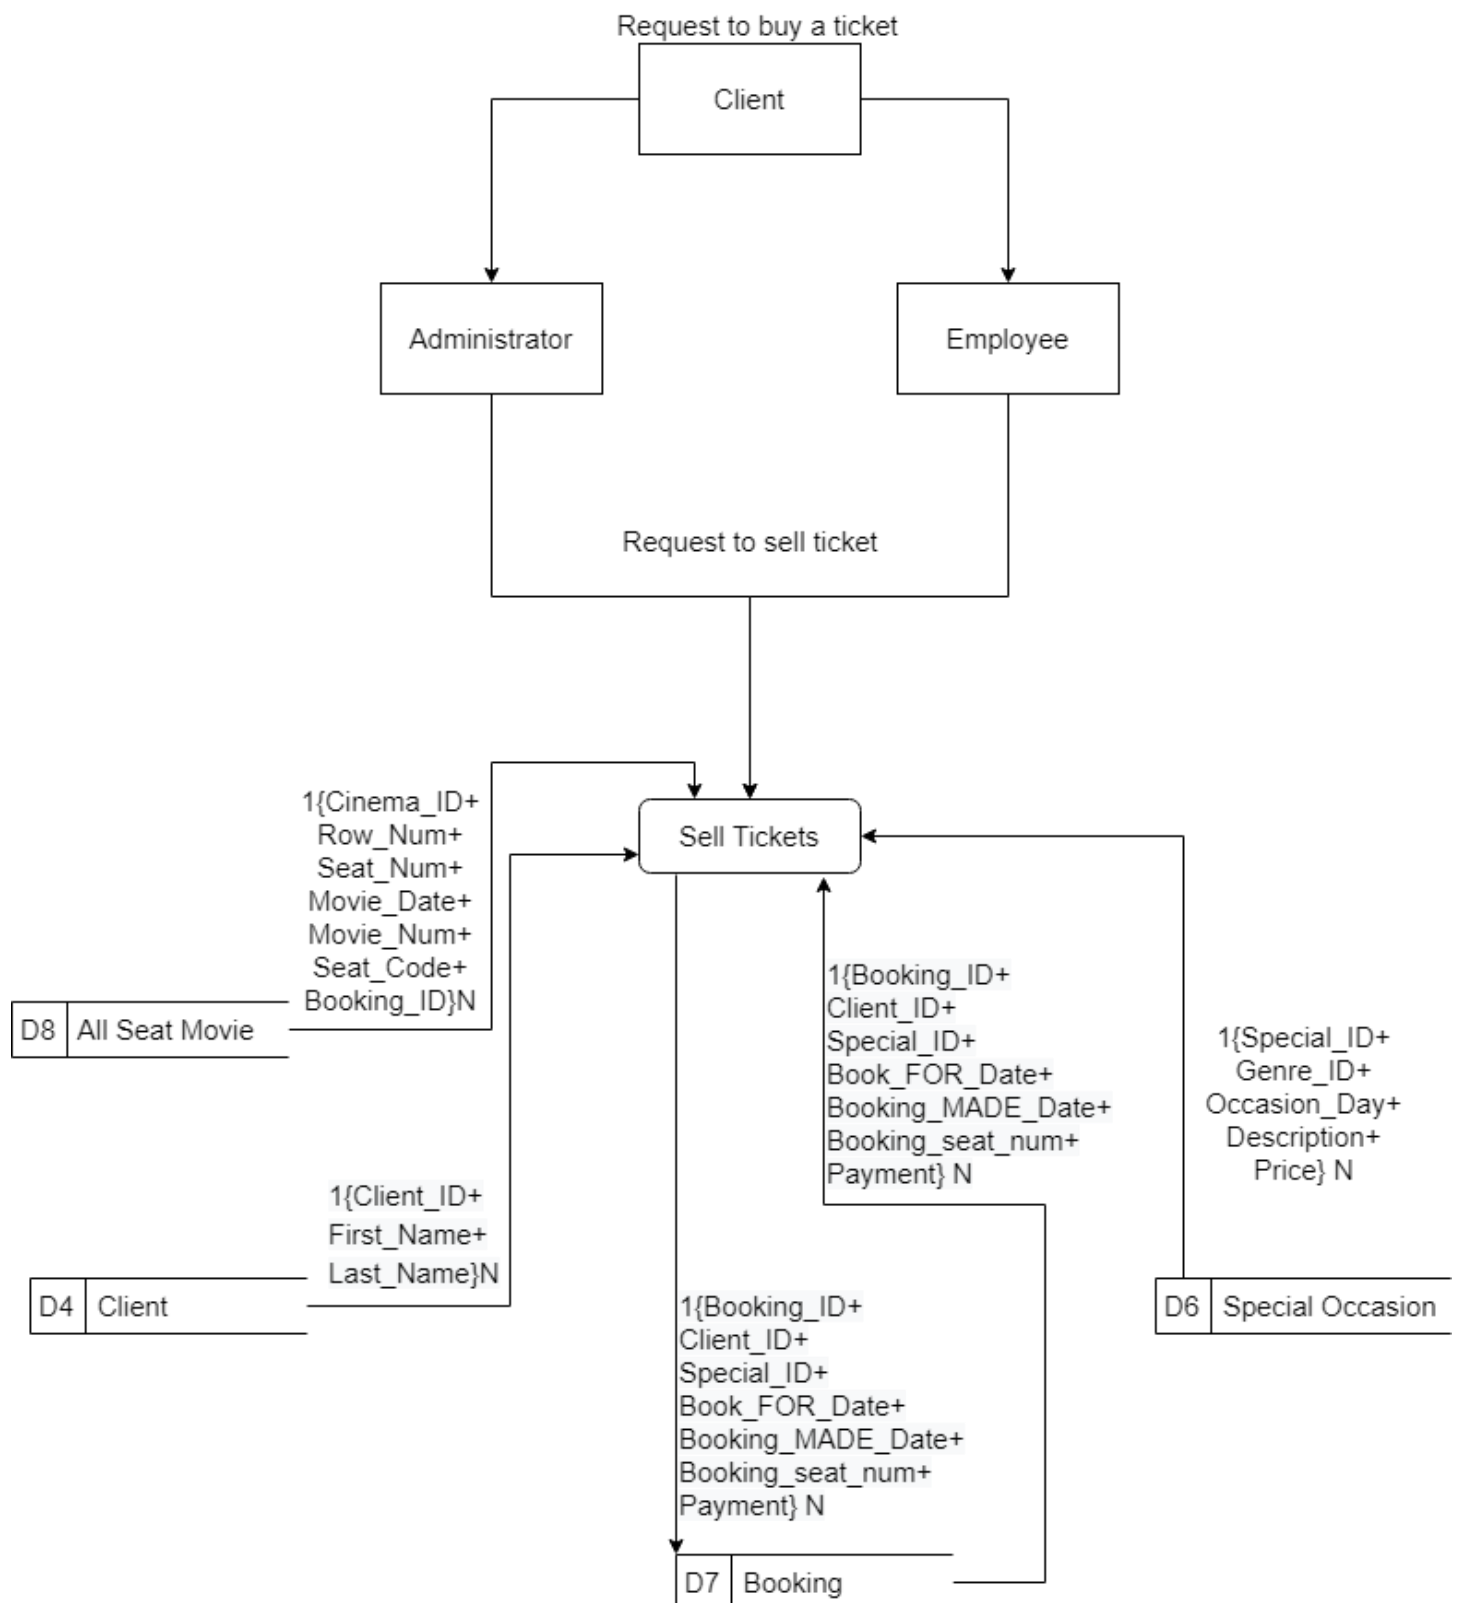 Request to buy a ticket
Client
Administrator
Employee
Request to sell ticket
Sell Tickets
1{Cinema_ID+
Row_Num+
Seat_Num+
Movie_Date+
Movie_Num+
Seat_Code+
Booking_ID}N
D8 All Seat Movie
1{Client_ID+
First_Name+
Last_Name}N
D4 Client
1{Booking_ID+
Client_ID+
Special_ID+
Book_FOR_Date+
Booking_MADE_Date+
Booking_seat_num+
Payment} N
1{Special_ID+
Genre_ID+
Occasion_Day+
Description+
Price} N
D6 Special Occasion
1{Booking_ID+
Client_ID+
Special_ID+
Book_FOR_Date+
Booking_MADE_Date+
Booking_seat_num+
Payment} N
D7 Booking